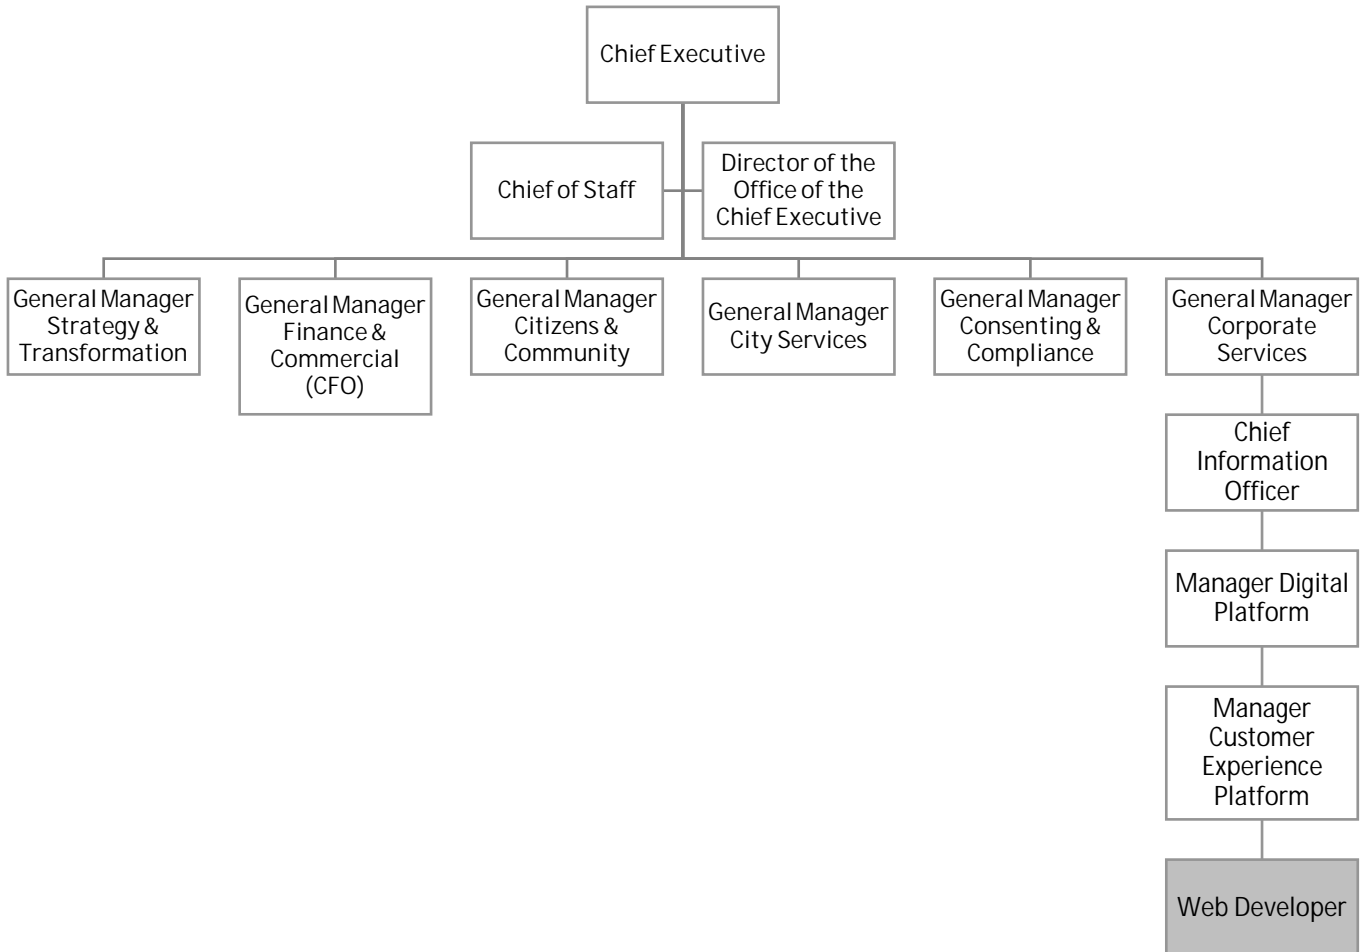 Chief Executive
Chief of Staff
Director of the
Office of the
Chief Executive
General Manager
Strategy &
Transformation
General Manager
Finance &
Commercial
(CFO)
General Manager
Citizens &
Community
General Manager
City Services
General Manager
Consenting &
Compliance
General Manager
Corporate
Services
Chief
Information
Officer
Manager Digital
Platform
Manager
Customer
Experience
Platform
Web Developer